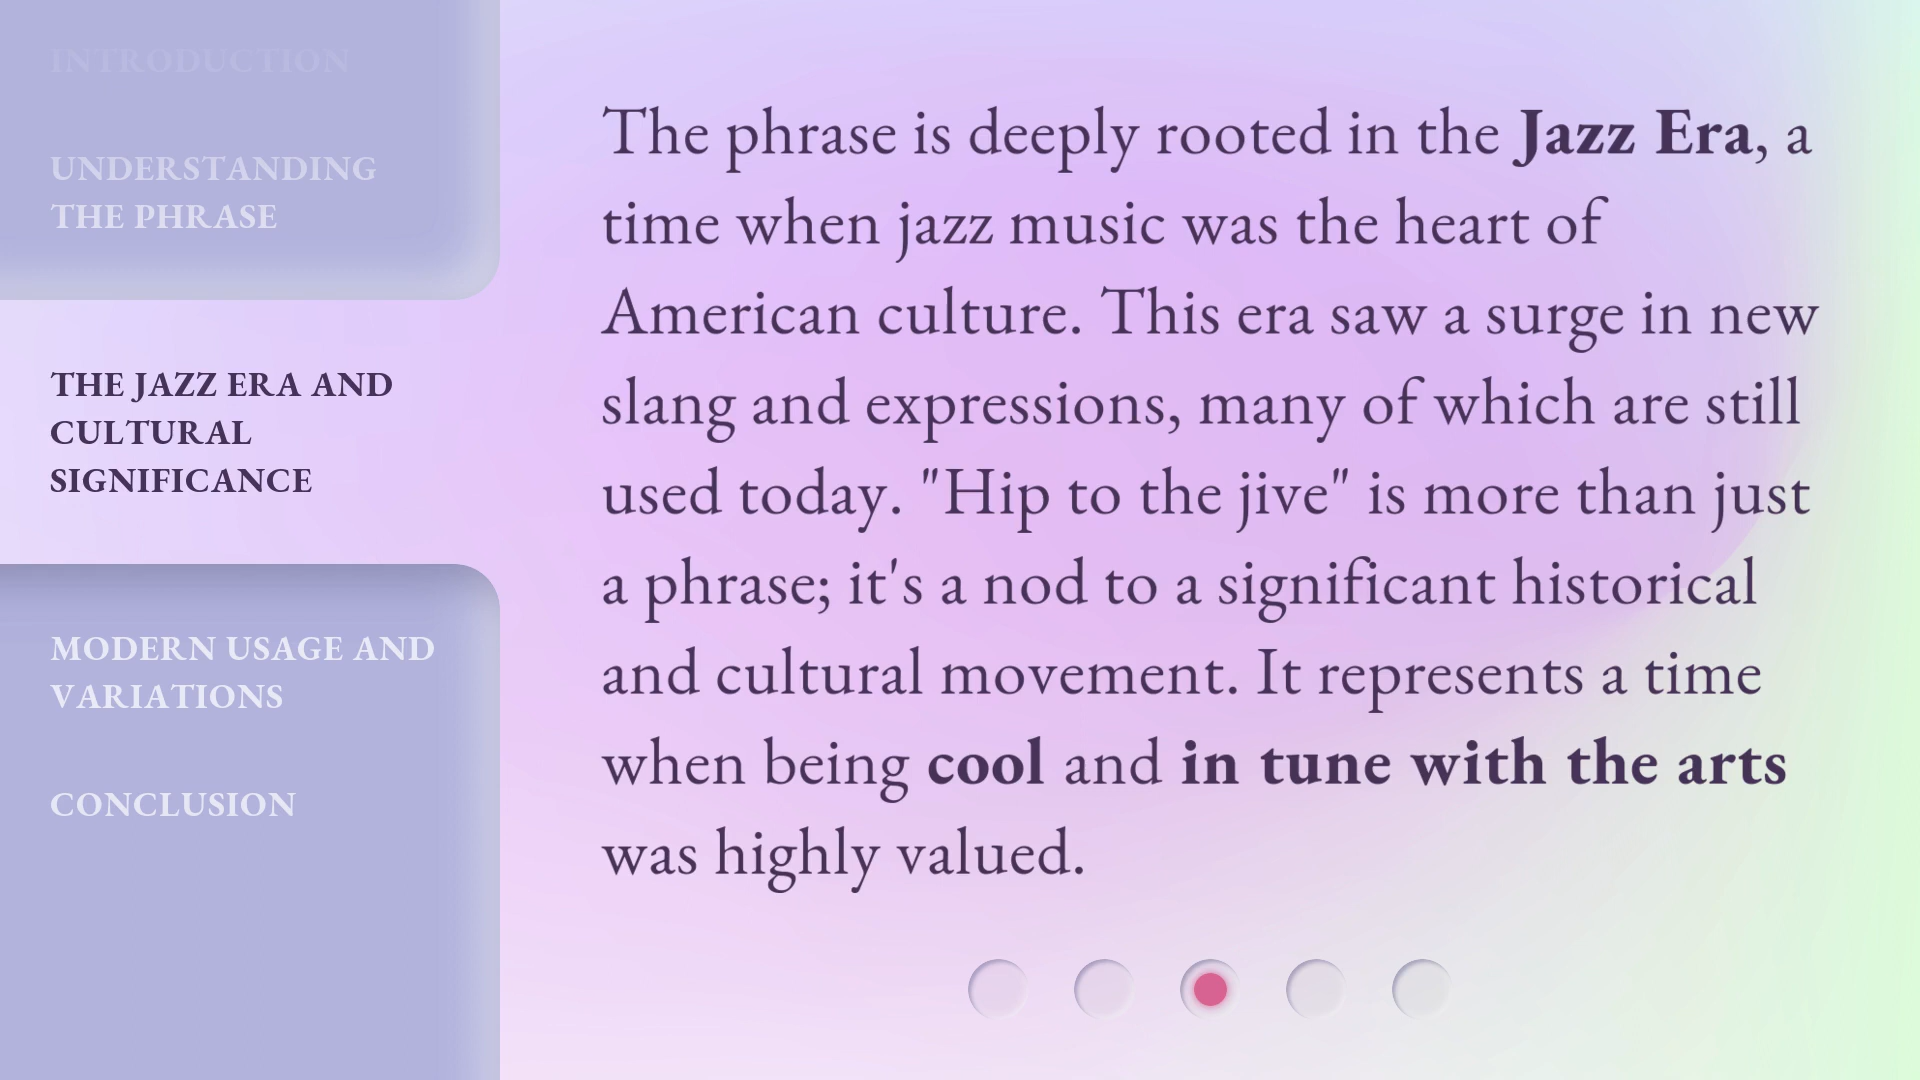 INTRODUCTION
UNDERSTANDING
THE PHRASE
THE JAZZ ERA AND
CULTURAL
SIGNIFICANCE
MODERN USAGE AND
VARIATIONS
CONCLUSION
The phrase is deeply rooted in the Jazz Era, a
time when jazz music was the heart of
American culture. This era saw a surge in new
slang and expressions, many of which are still
used today. "Hip to the jive" is more than just
a phrase; it's a nod to a significant historical
and cultural movement. It represents a time
when being cool and in tune with the arts
was highly valued.